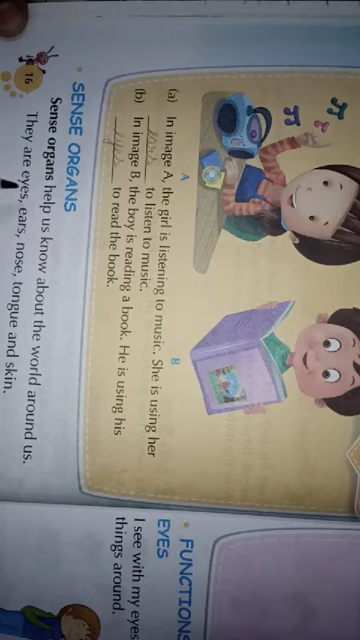 A
B
(a) In image A, the girl is listening to music. She is using her
ears to listen to music.
(b) In image B, the boy is reading a book. He is using his
eyes to read the book.
• SENSE ORGANS
Sense organs help us know about the world around us.
They are eyes, ears, nose, tongue and skin.
16
• FUNCTIONS
EYES
I see with my eyes
things around.